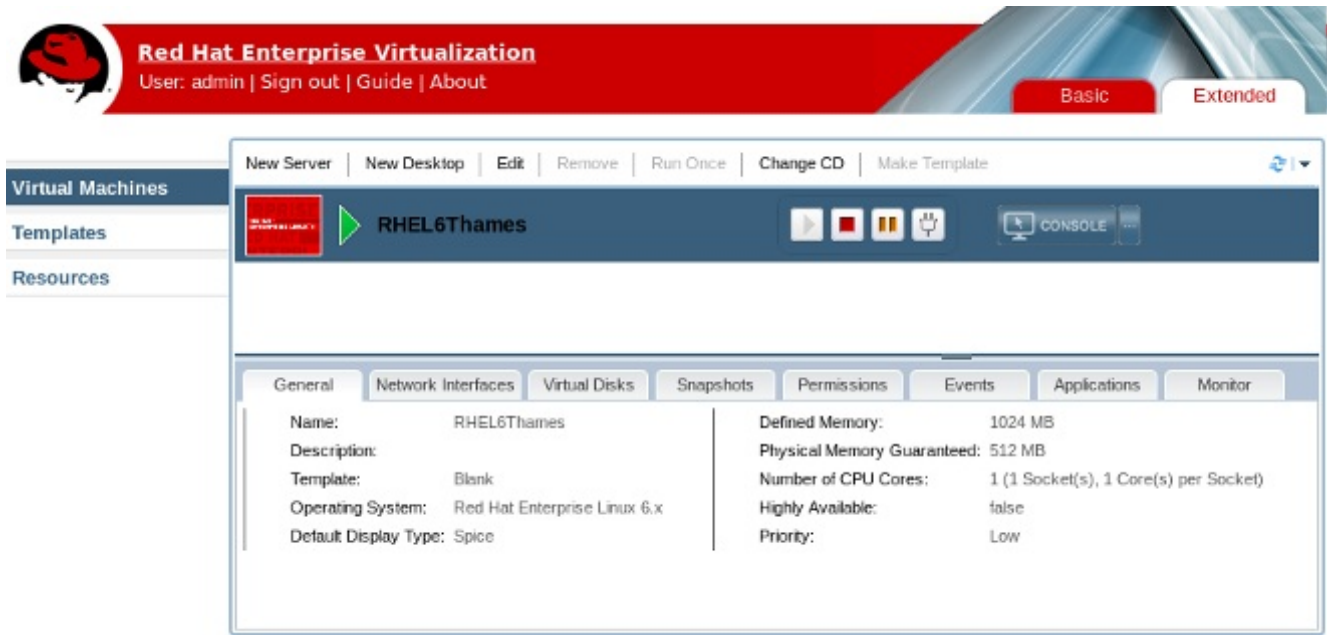 Red Hat Enterprise Virtualization
User: admin | Sign out | Guide | About
Basic Extended
New Server | New Desktop | Edit | Remove | Run Once | Change CD | Make Template
Virtual Machines
Templates
Resources
RHEL6Thames
CONSOLE
General Network Interfaces Virtual Disks Snapshots Permissions Events Applications Monitor
Name: RHEL6Thames
Description:
Template: Blank
Operating System: Red Hat Enterprise Linux 6.x
Default Display Type: Spice
Defined Memory: 1024 MB
Physical Memory Guaranteed: 512 MB
Number of CPU Cores: 1 (1 Socket(s), 1 Core(s) per Socket)
Highly Available: false
Priority: Low